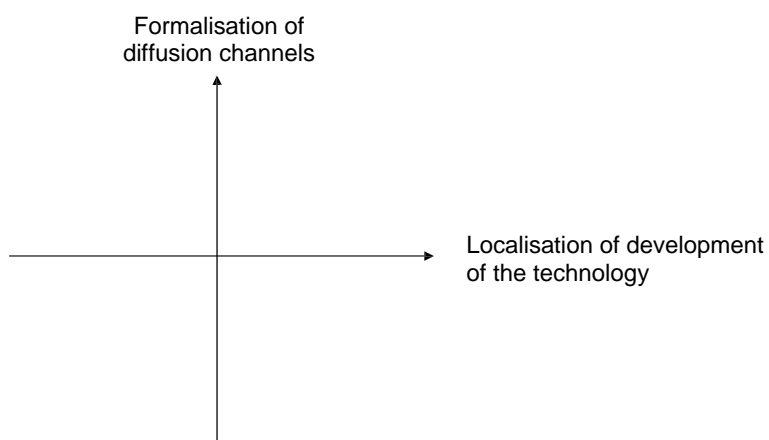 Formalisation of
diffusion channels
Localisation of development
of the technology